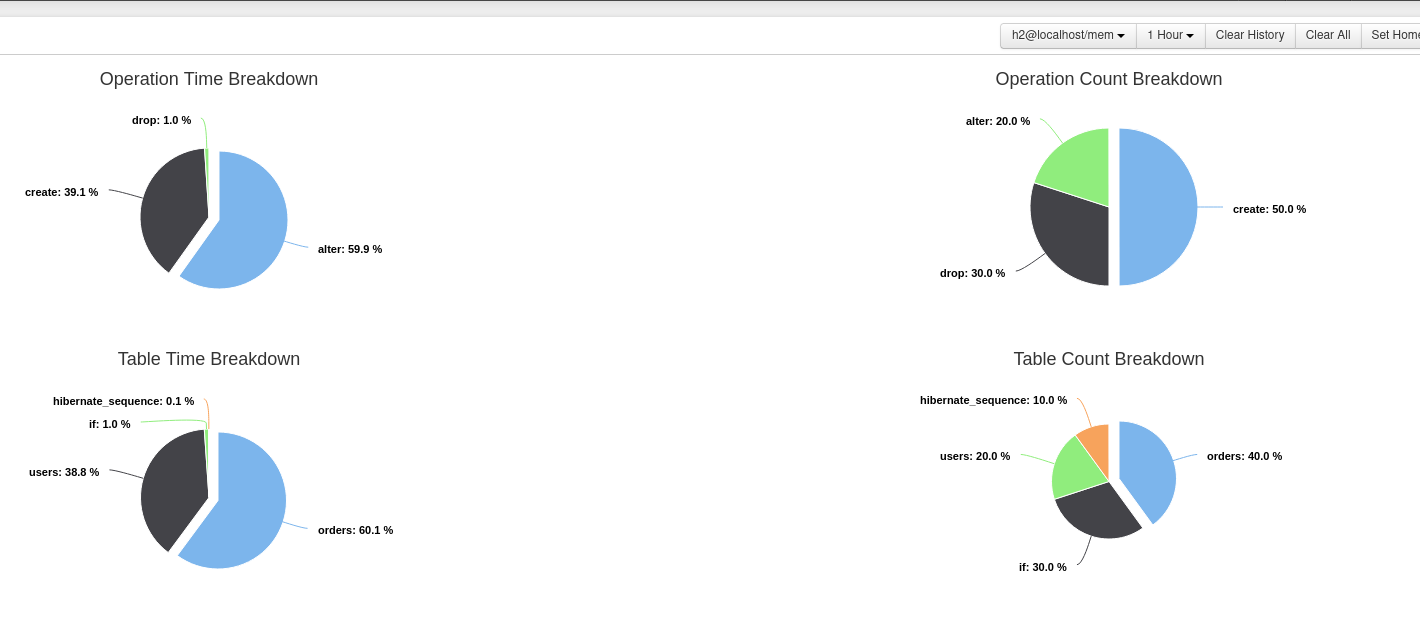 h2@localhost/mem 1 Hour Clear History Clear All Set Home
Operation Time Breakdown
drop: 1.0 %
create: 39.1 %
alter: 59.9 %
Operation Count Breakdown
alter: 20.0 %
create: 50.0 %
drop: 30.0 %
Table Time Breakdown
hibernate_sequence: 0.1 %
if: 1.0 %
users: 38.8 %
orders: 60.1 %
Table Count Breakdown
hibernate_sequence: 10.0 %
users: 20.0 %
orders: 40.0 %
if: 30.0 %